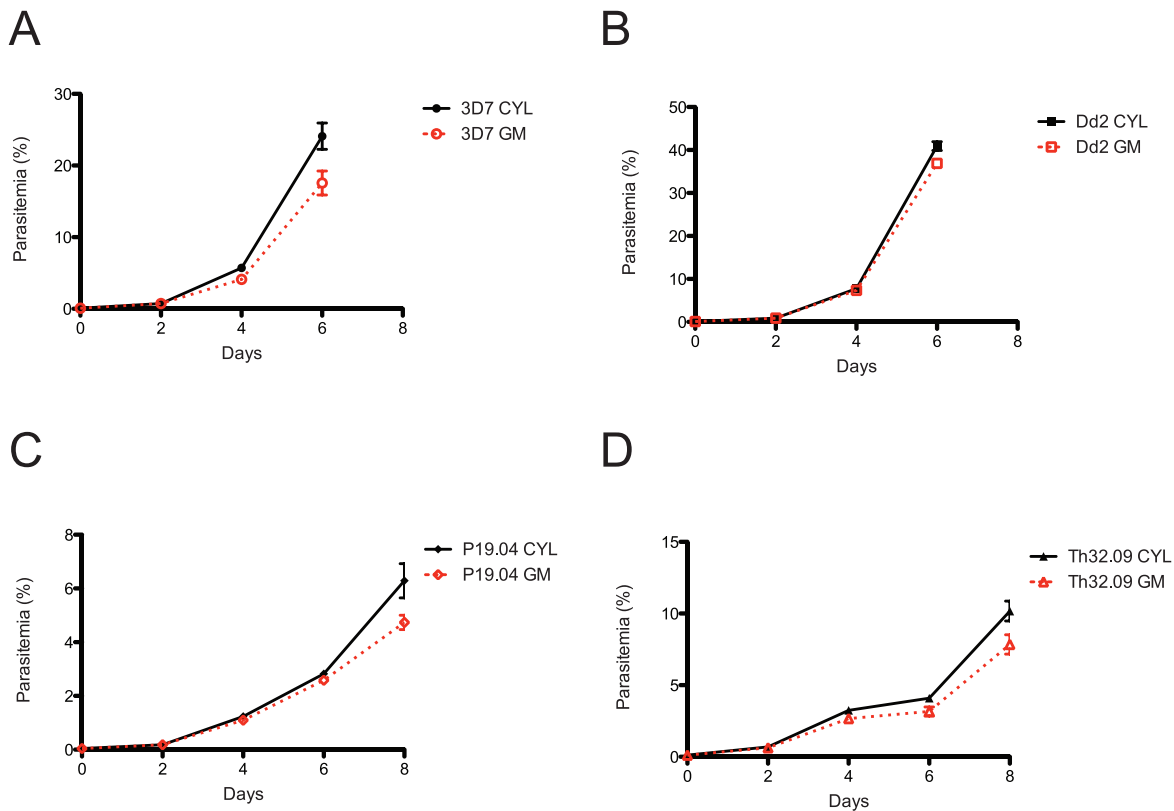 A
30
20
10
0
0
2
4
6
8
Parasitemia (%)
Days
3D7 CYL
3D7 GM
B
50
40
30
20
10
0
0
2
4
6
8
Parasitemia (%)
Days
Dd2 CYL
Dd2 GM
C
8
6
4
2
0
0
2
4
6
8
Parasitemia (%)
Days
P19.04 CYL
P19.04 GM
D
15
10
5
0
0
2
4
6
8
Parasitemia (%)
Days
Th32.09 CYL
Th32.09 GM